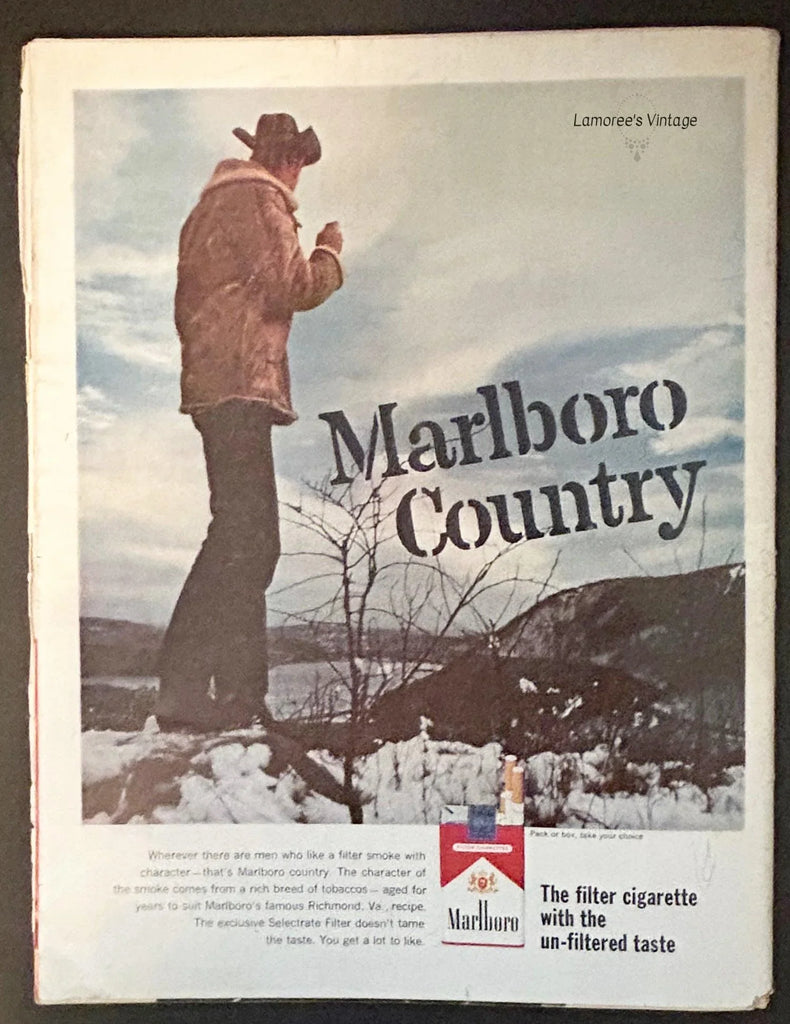 Lamoree's Vintage
Marlboro
Country
Pack or box, take your choice
Wherever there are men who like a filter smoke with
character—that's Marlboro country. The character of
the smoke comes from a rich breed of tobaccos—aged for
years to suit Marlboro's famous Richmond, Va., recipe.
The exclusive Selectrate Filter doesn't tame
the taste. You get a lot to like.
Marlboro
The filter cigarette
with the
un-filtered taste